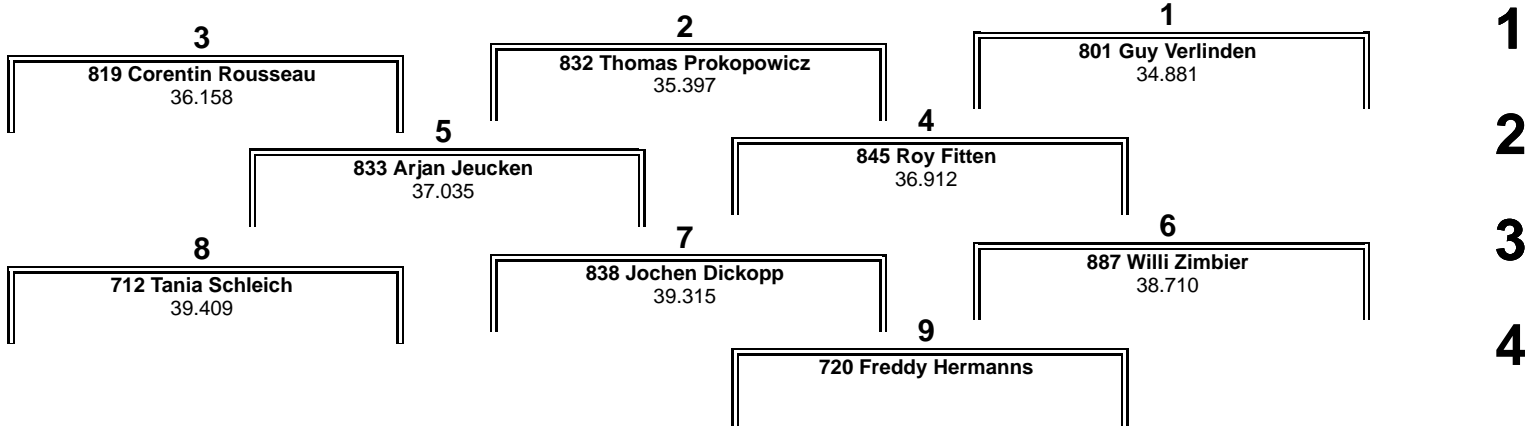 3
819 Corentin Rousseau
36.158
2
832 Thomas Prokopowicz
35.397
1
801 Guy Verlinden
34.881
1
5
833 Arjan Jeucken
37.035
4
845 Roy Fitten
36.912
2
8
712 Tania Schleich
39.409
7
838 Jochen Dickopp
39.315
6
887 Willi Zimbier
38.710
3
9
720 Freddy Hermanns
4